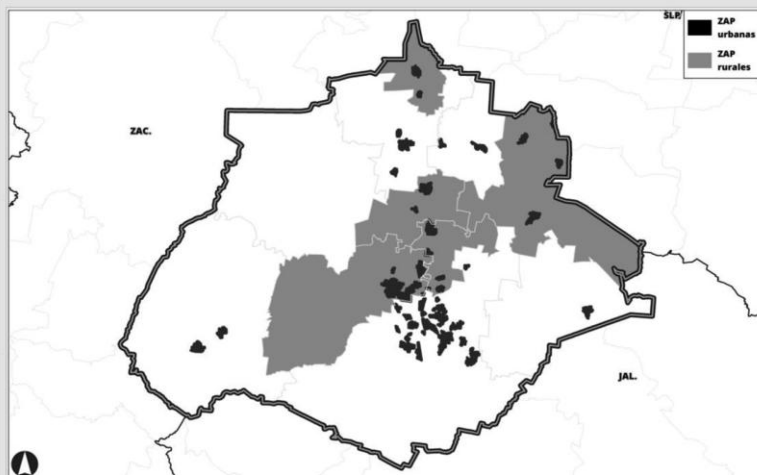 SLP/
ZAP
urbanas
ZAP
rurales
ZAC.
JAL.